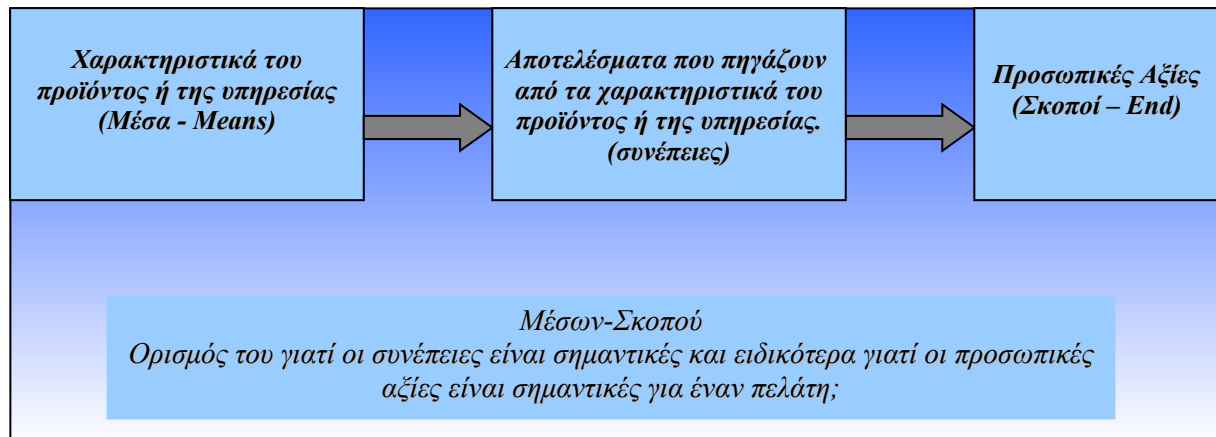 Χαρακτηριστικά του
προϊόντος ή της υπηρεσίας
(Μέσα - Means)
Αποτελέσματα που πηγάζουν
από τα χαρακτηριστικά του
προϊόντος ή της υπηρεσίας.
(συνέπειες)
Προσωπικές Αξίες
(Σκοποί – End)
Μέσων-Σκοπού
Ορισμός του γιατί οι συνέπειες είναι σημαντικές και ειδικότερα γιατί οι προσωπικές
αξίες είναι σημαντικές για έναν πελάτη;